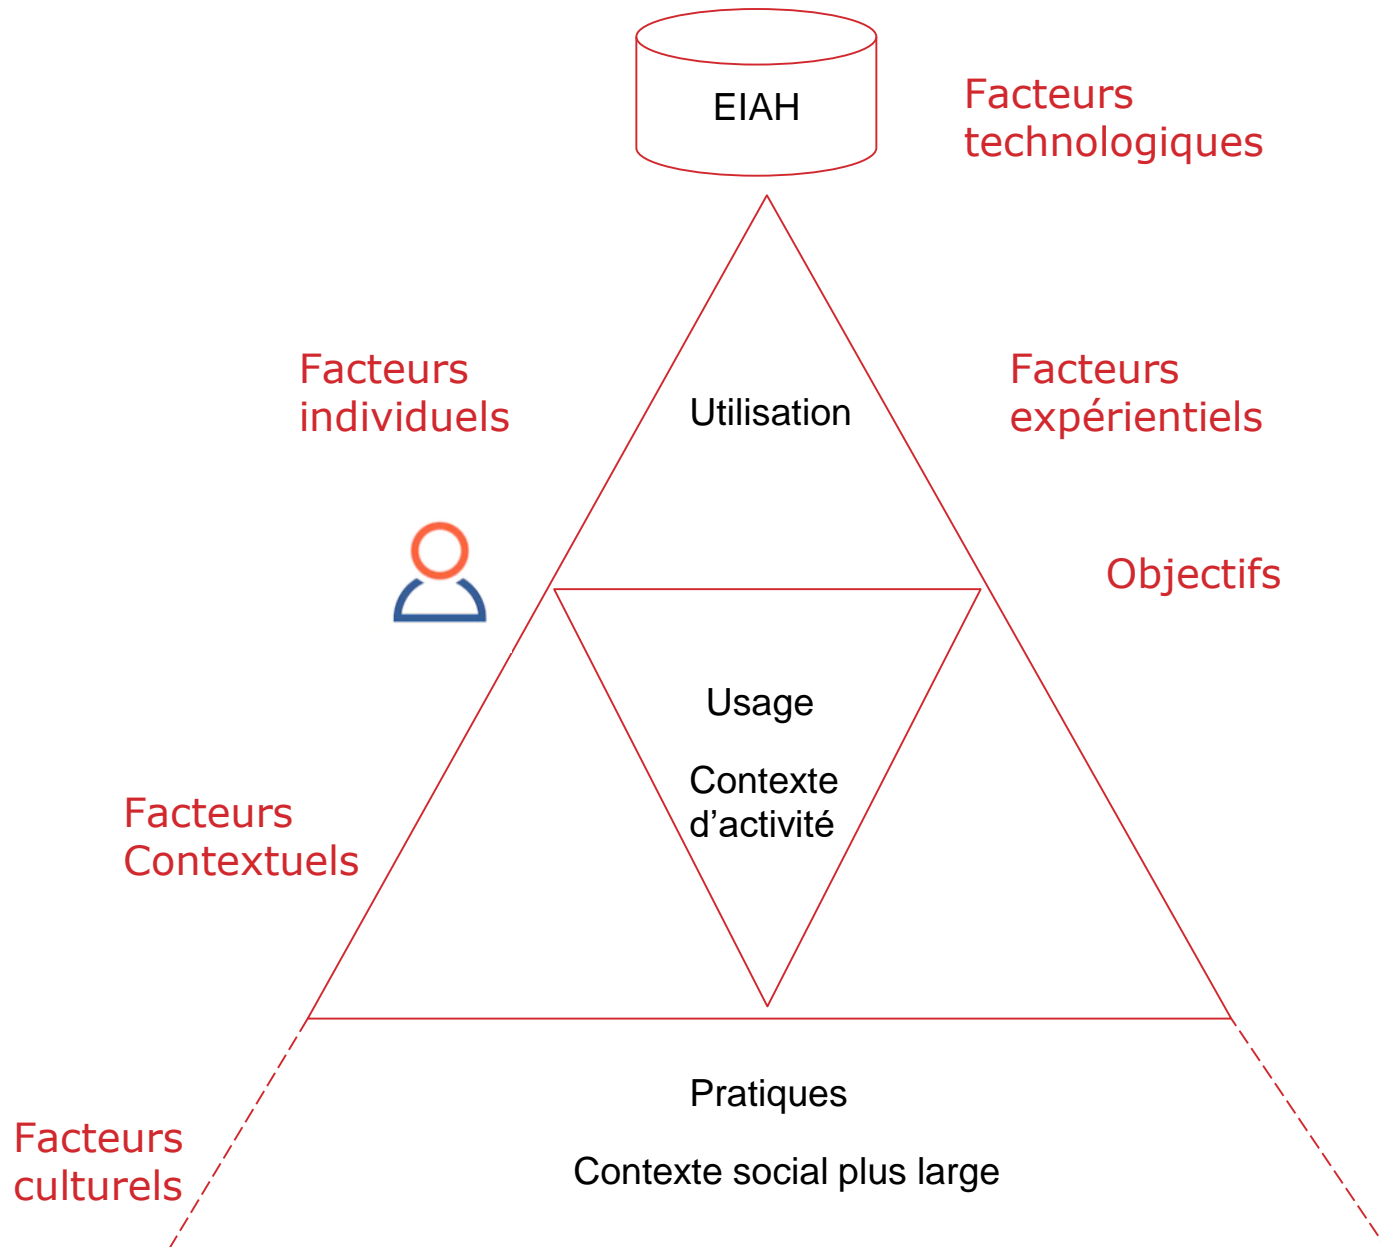 EIAH
Facteurs
technologiques
Facteurs
individuels
Facteurs
expérientiels
Utilisation
Objectifs
Usage
Contexte
d’activité
Facteurs
Contextuels
Pratiques
Facteurs
culturels
Contexte social plus large